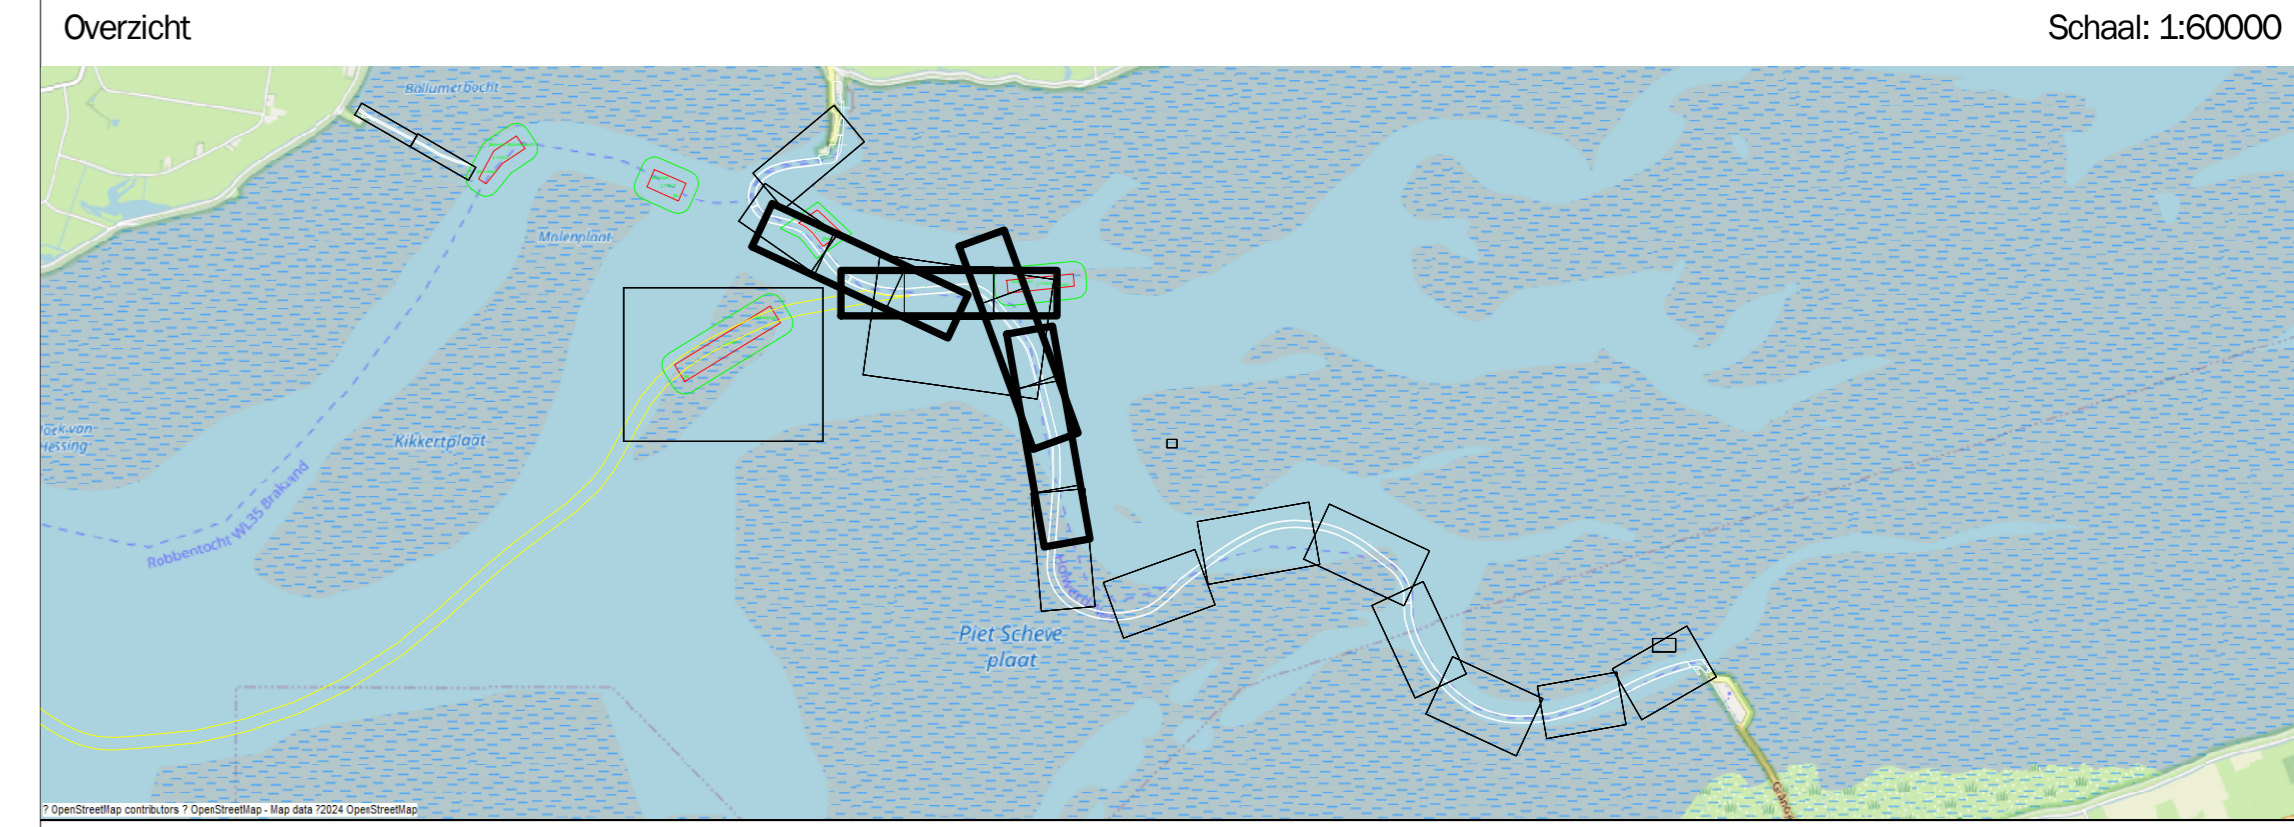 Overzicht
Schaal: 1:60000
Ballumerbocht
Molenplaat
Kikkertplaat
Robbentocht WL35 Brakzand
Piet Scheve
plaat
? OpenStreetMap contributors ? OpenStreetMap - Map data ?2024 OpenStreetMap